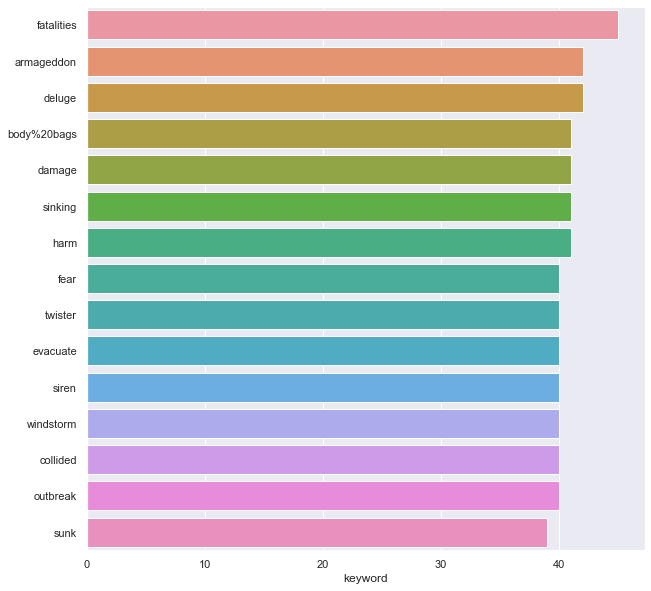 fatalities
armageddon
deluge
body%20bags
damage
sinking
harm
fear
twister
evacuate
siren
windstorm
collided
outbreak
sunk
0 10 20 30 40
keyword